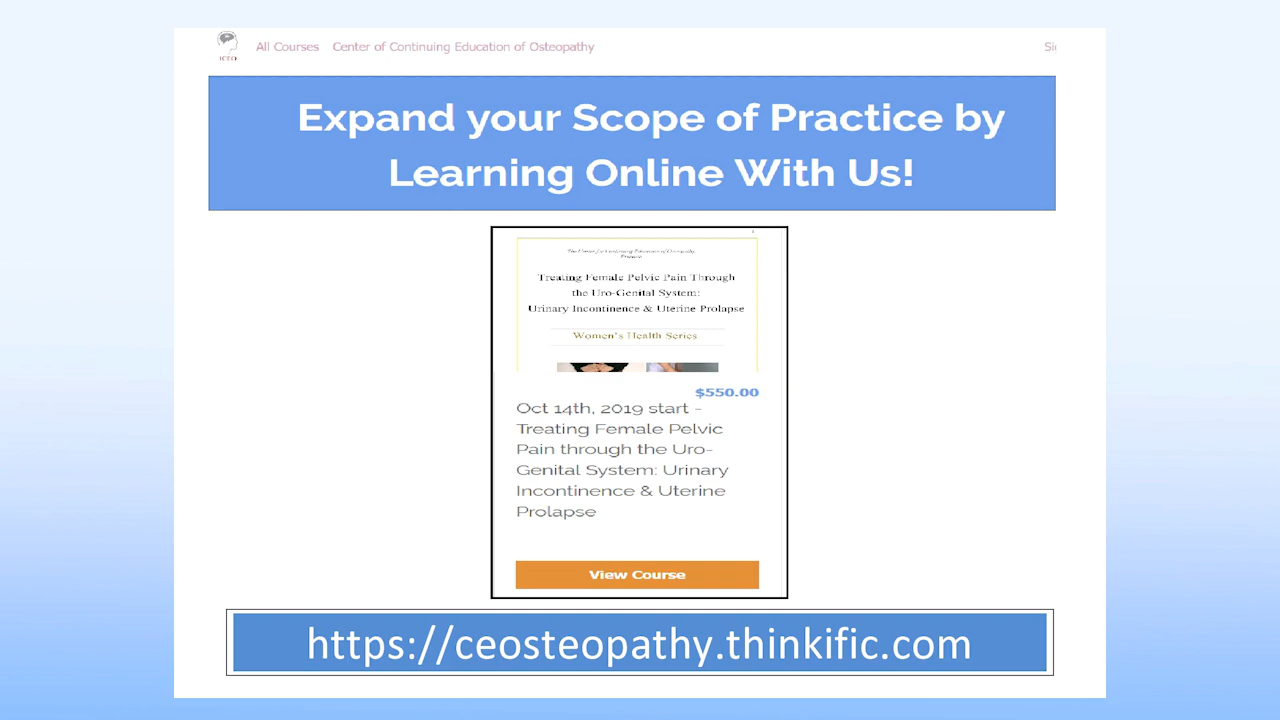 All Courses Center of Continuing Education of Osteopathy
Expand your Scope of Practice by
Learning Online With Us!
Treating Female Pelvic Pain Through
the Uro-Genital System:
Urinary Incontinence & Uterine Prolapse
Women's Health Series
$550.00
Oct 14th, 2019 start -
Treating Female Pelvic
Pain through the Uro-
Genital System: Urinary
Incontinence & Uterine
Prolapse
View Course
https://ceosteopathy.thinkific.com